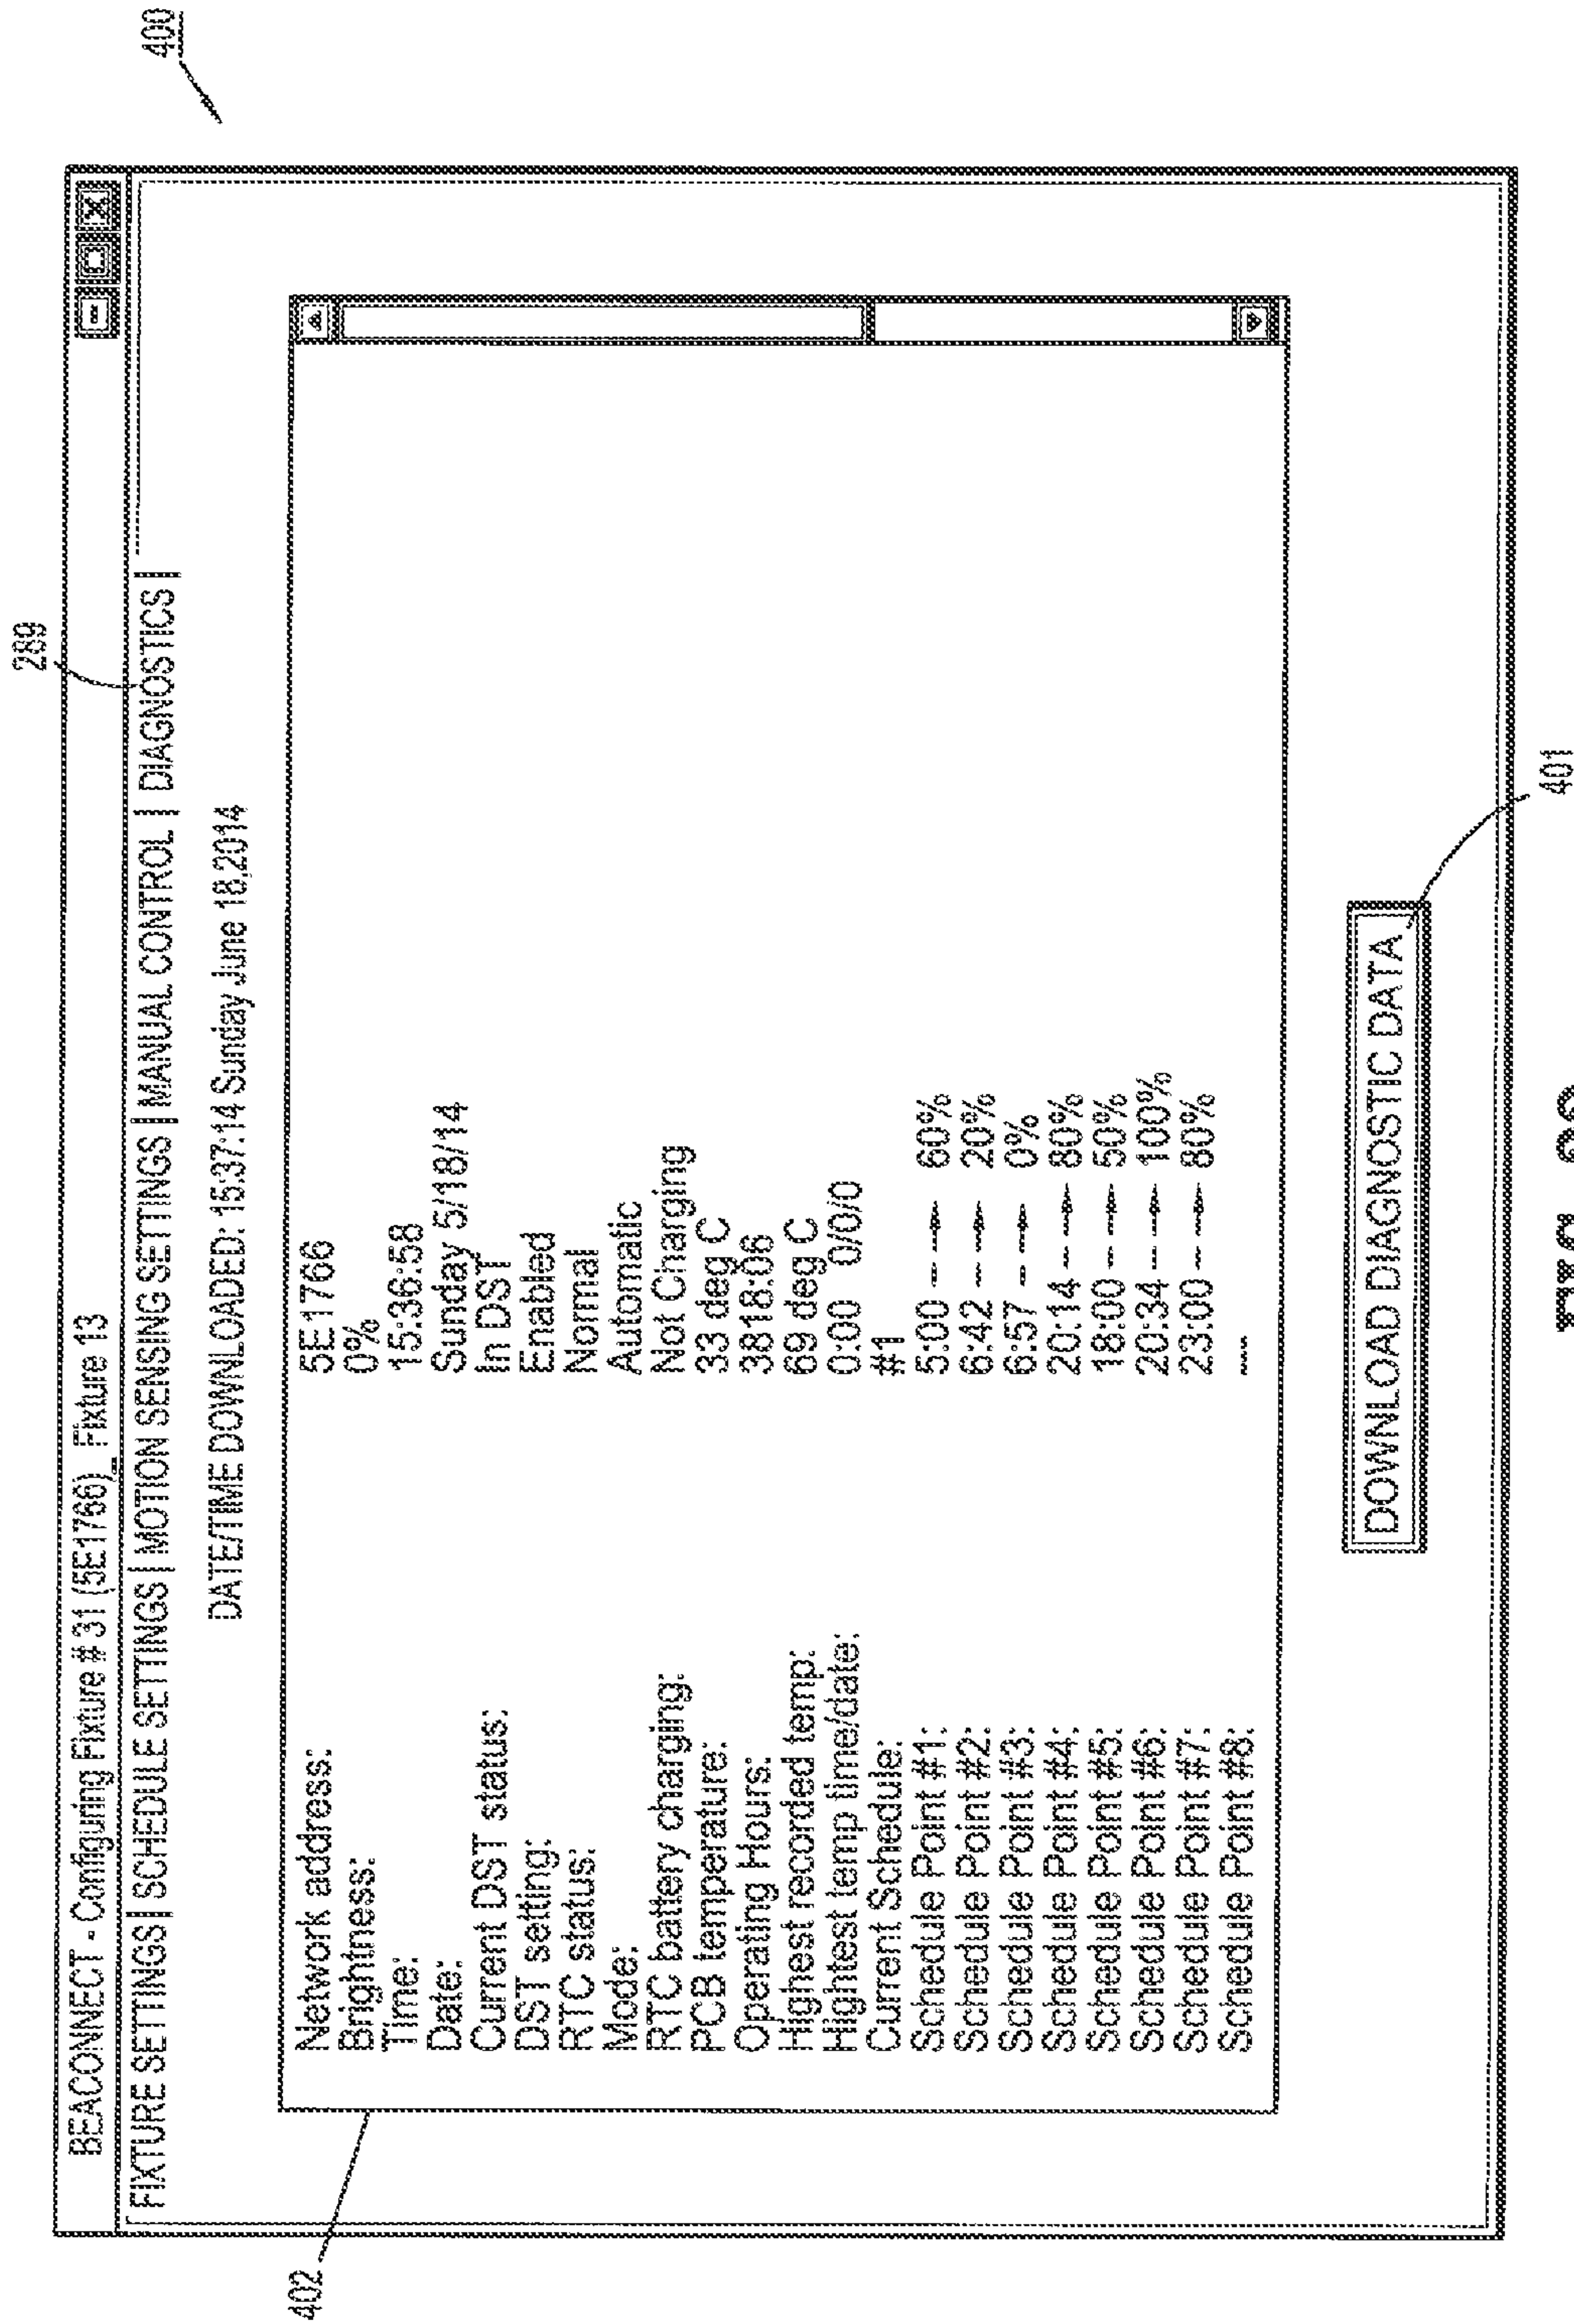 400
289
BEACONNECT - Configuring Fixture # 31 (5E1766)_ Fixture 13
FIXTURE SETTINGS | SCHEDULE SETTINGS | MOTION SENSING SETTINGS | MANUAL CONTROL | DIAGNOSTICS |
DATE/TIME DOWNLOADED: 15:37:14 Sunday June 18,2014
402
Network address: 5E1766
Brightness: 0%
Time: 15:36:58
Date: Sunday 5/18/14
Current DST status: In DST
DST setting: Enabled
RTC status: Normal
Mode: Automatic
RTC battery charging: Not Charging
PCB temperature: 33 deg C
Operating Hours: 3818:06
Highest recorded temp: 69 deg C
Hightest temp time/date: 0:00 0/0/0
Current Schedule: #1
Schedule Point #1: 5:00 ---→ 60%
Schedule Point #2: 6:42 ---→ 20%
Schedule Point #3: 6:57 ---→ 0%
Schedule Point #4: 20:14 ---→ 80%
Schedule Point #5: 18:00 ---→ 50%
Schedule Point #6: 20:34 ---→ 100%
Schedule Point #7: 23:00 ---→ 80%
Schedule Point #8: ---
DOWNLOAD DIAGNOSTIC DATA
401